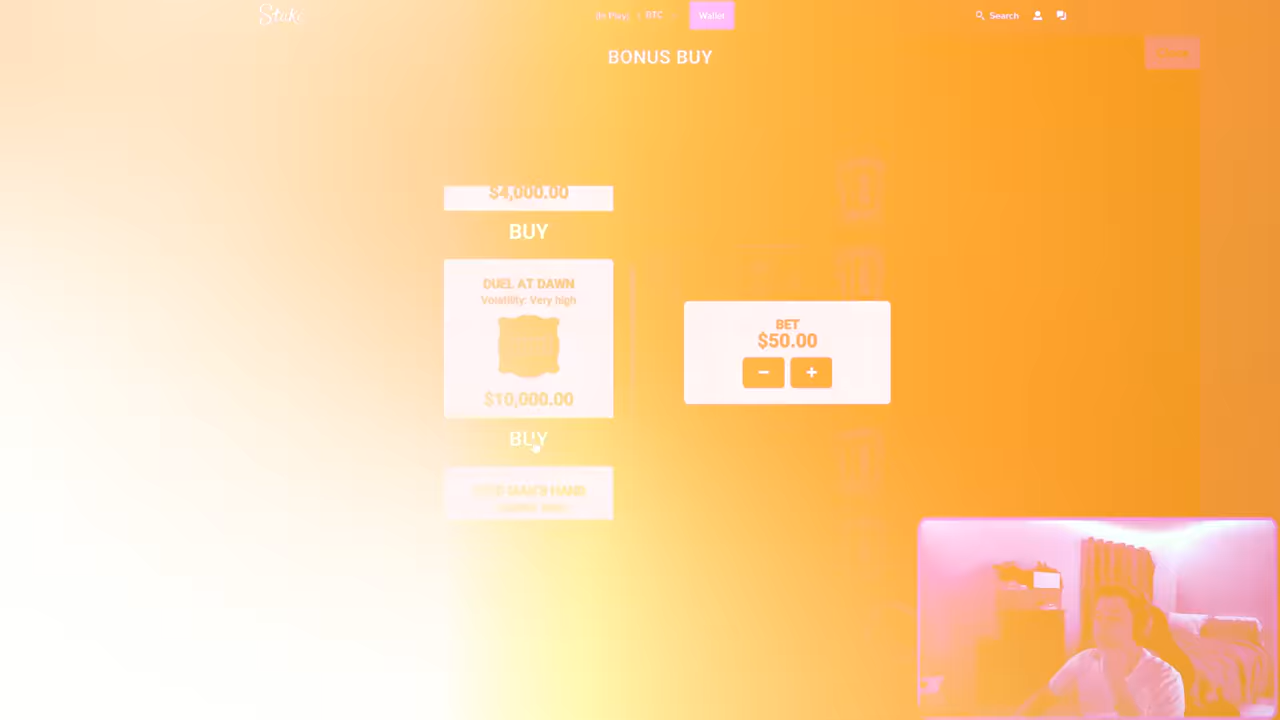 Stake
(In Play) BTC
Wallet
Search
BONUS BUY
$4,000.00
BUY
DUEL AT DAWN
Volatility: Very high
$10,000.00
BUY
BET
$50.00
−
+
HAND